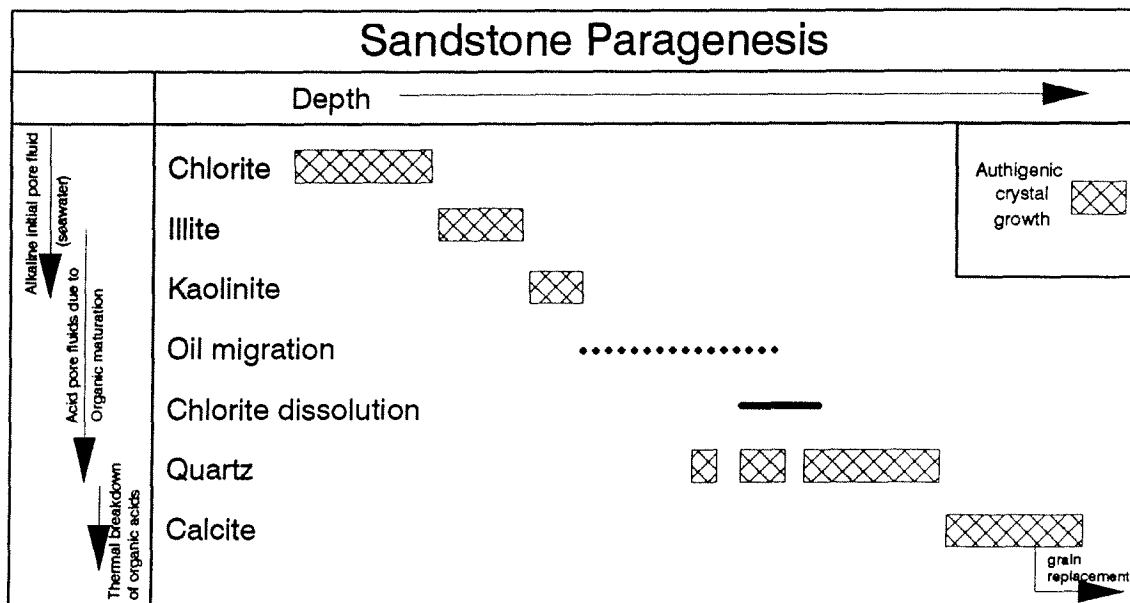 Sandstone Paragenesis
Depth
Alkaline initial pore fluid
(seawater)
Acid pore fluids due to
Organic maturation
Thermal breakdown
of organic acids
Chlorite
Illite
Kaolinite
Oil migration
Chlorite dissolution
Quartz
Calcite
Authigenic
crystal
growth
grain
replacement